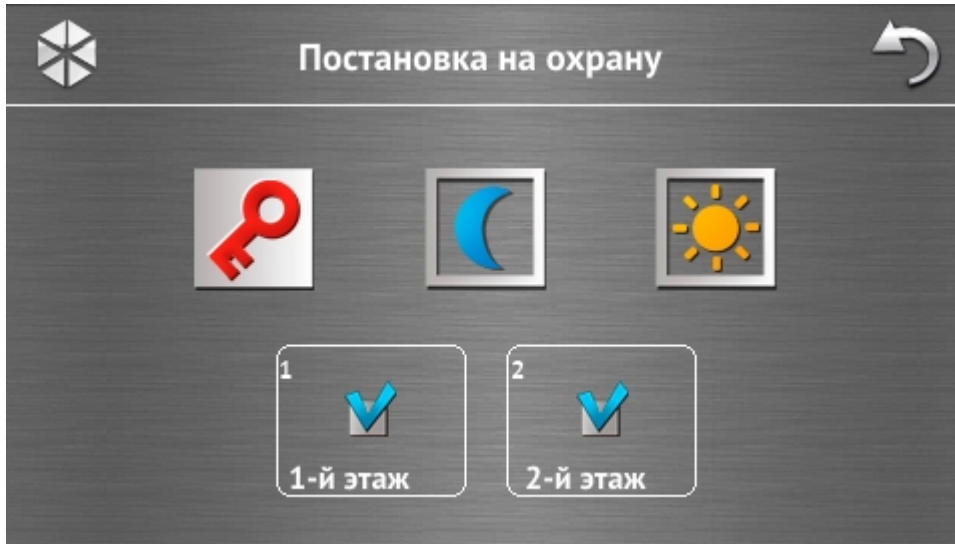 Постановка на охрану
1
2
1-й этаж
2-й этаж